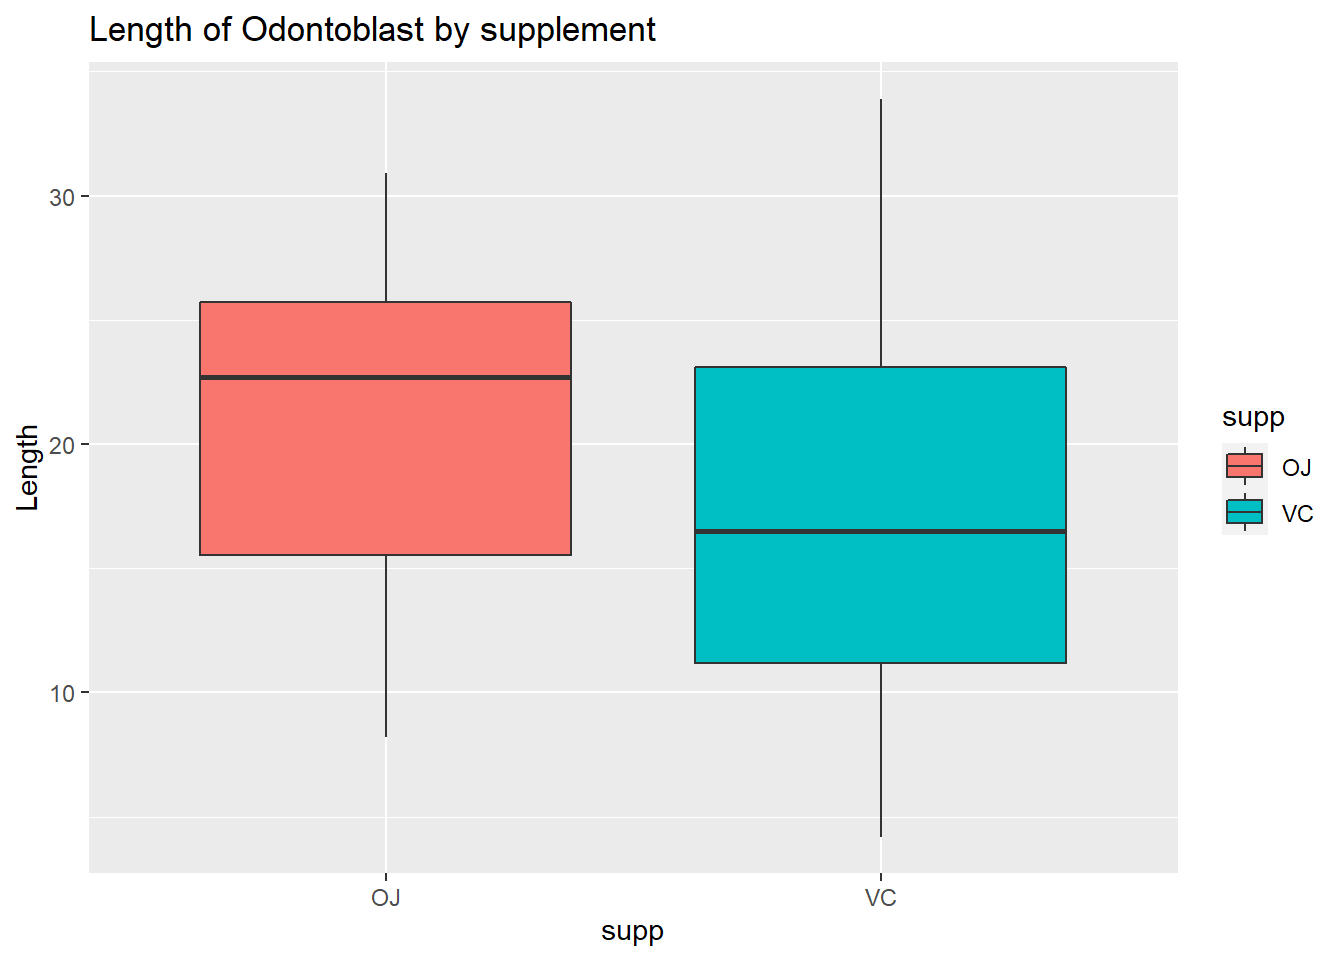 Length of Odontoblast by supplement
Length
30
20
10
OJ
VC
supp
supp
OJ
VC